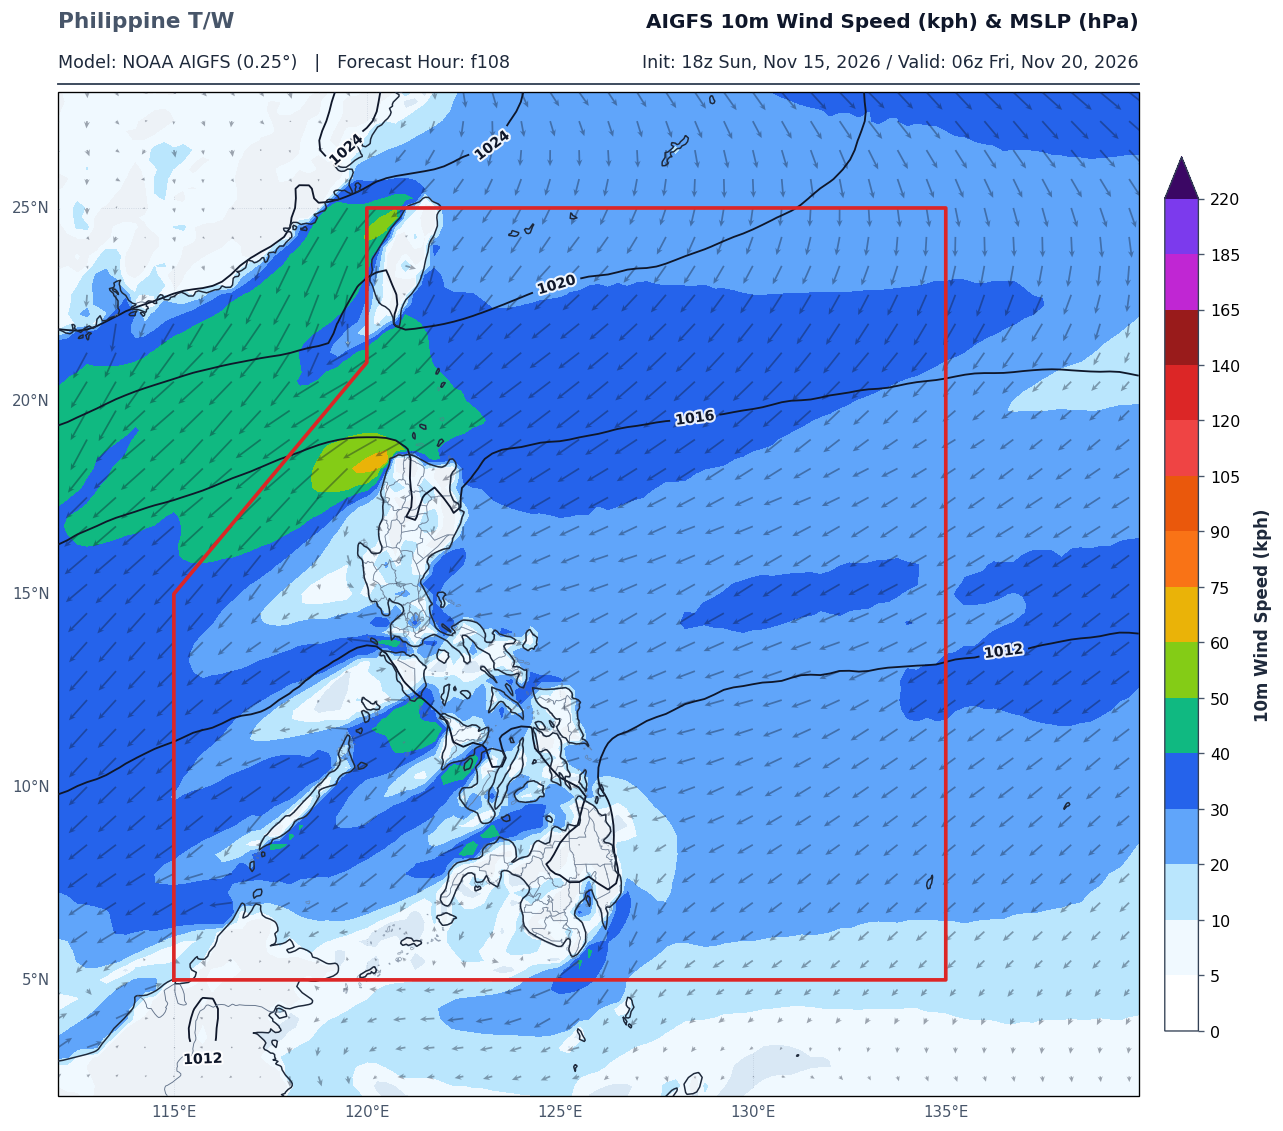 Philippine T/W
AIGFS 10m Wind Speed (kph) & MSLP (hPa)
Model: NOAA AIGFS (0.25°) | Forecast Hour: f108
Init: 18z Sun, Nov 15, 2026 / Valid: 06z Fri, Nov 20, 2026
1024
1024
1020
1016
1012
1012
25°N
20°N
15°N
10°N
5°N
115°E
120°E
125°E
130°E
135°E
220
185
165
140
120
105
90
75
60
50
40
30
20
10
5
0
10m Wind Speed (kph)